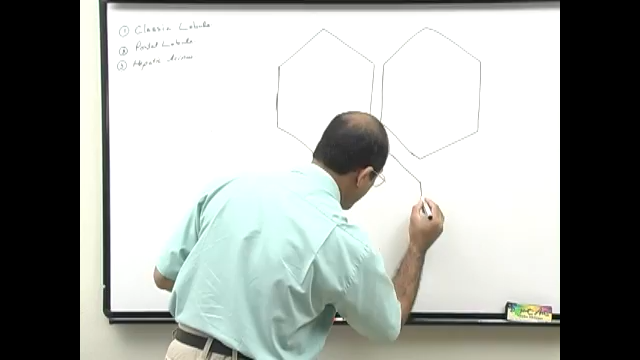 ① Classic Lobule
② Portal Lobule
③ Hepatic Acinus